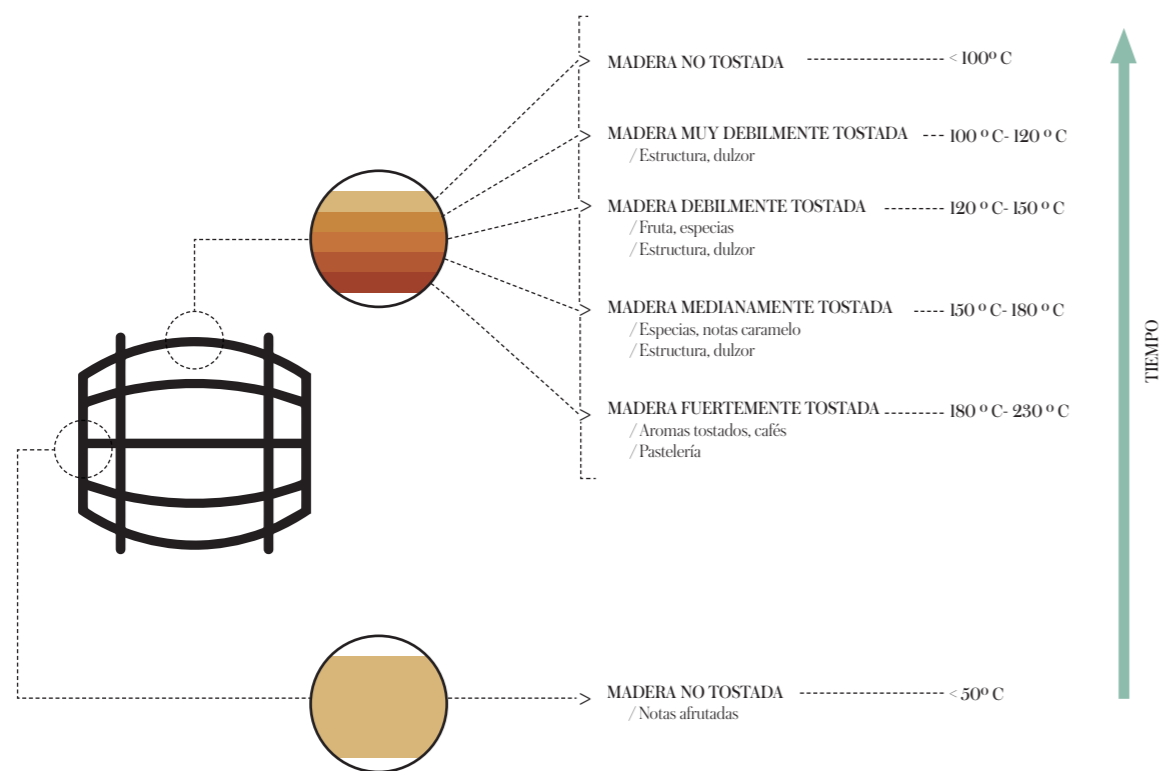 MADERA NO TOSTADA < 100º C
MADERA MUY DEBILMENTE TOSTADA 100 º C- 120 º C
/ Estructura, dulzor
MADERA DEBILMENTE TOSTADA 120 º C- 150 º C
/ Fruta, especias
/ Estructura, dulzor
MADERA MEDIANAMENTE TOSTADA 150 º C- 180 º C
/ Especias, notas caramelo
/ Estructura, dulzor
MADERA FUERTEMENTE TOSTADA 180 º C- 230 º C
/ Aromas tostados, cafés
/ Pastelería
TIEMPO
MADERA NO TOSTADA < 50º C
/ Notas afrutadas